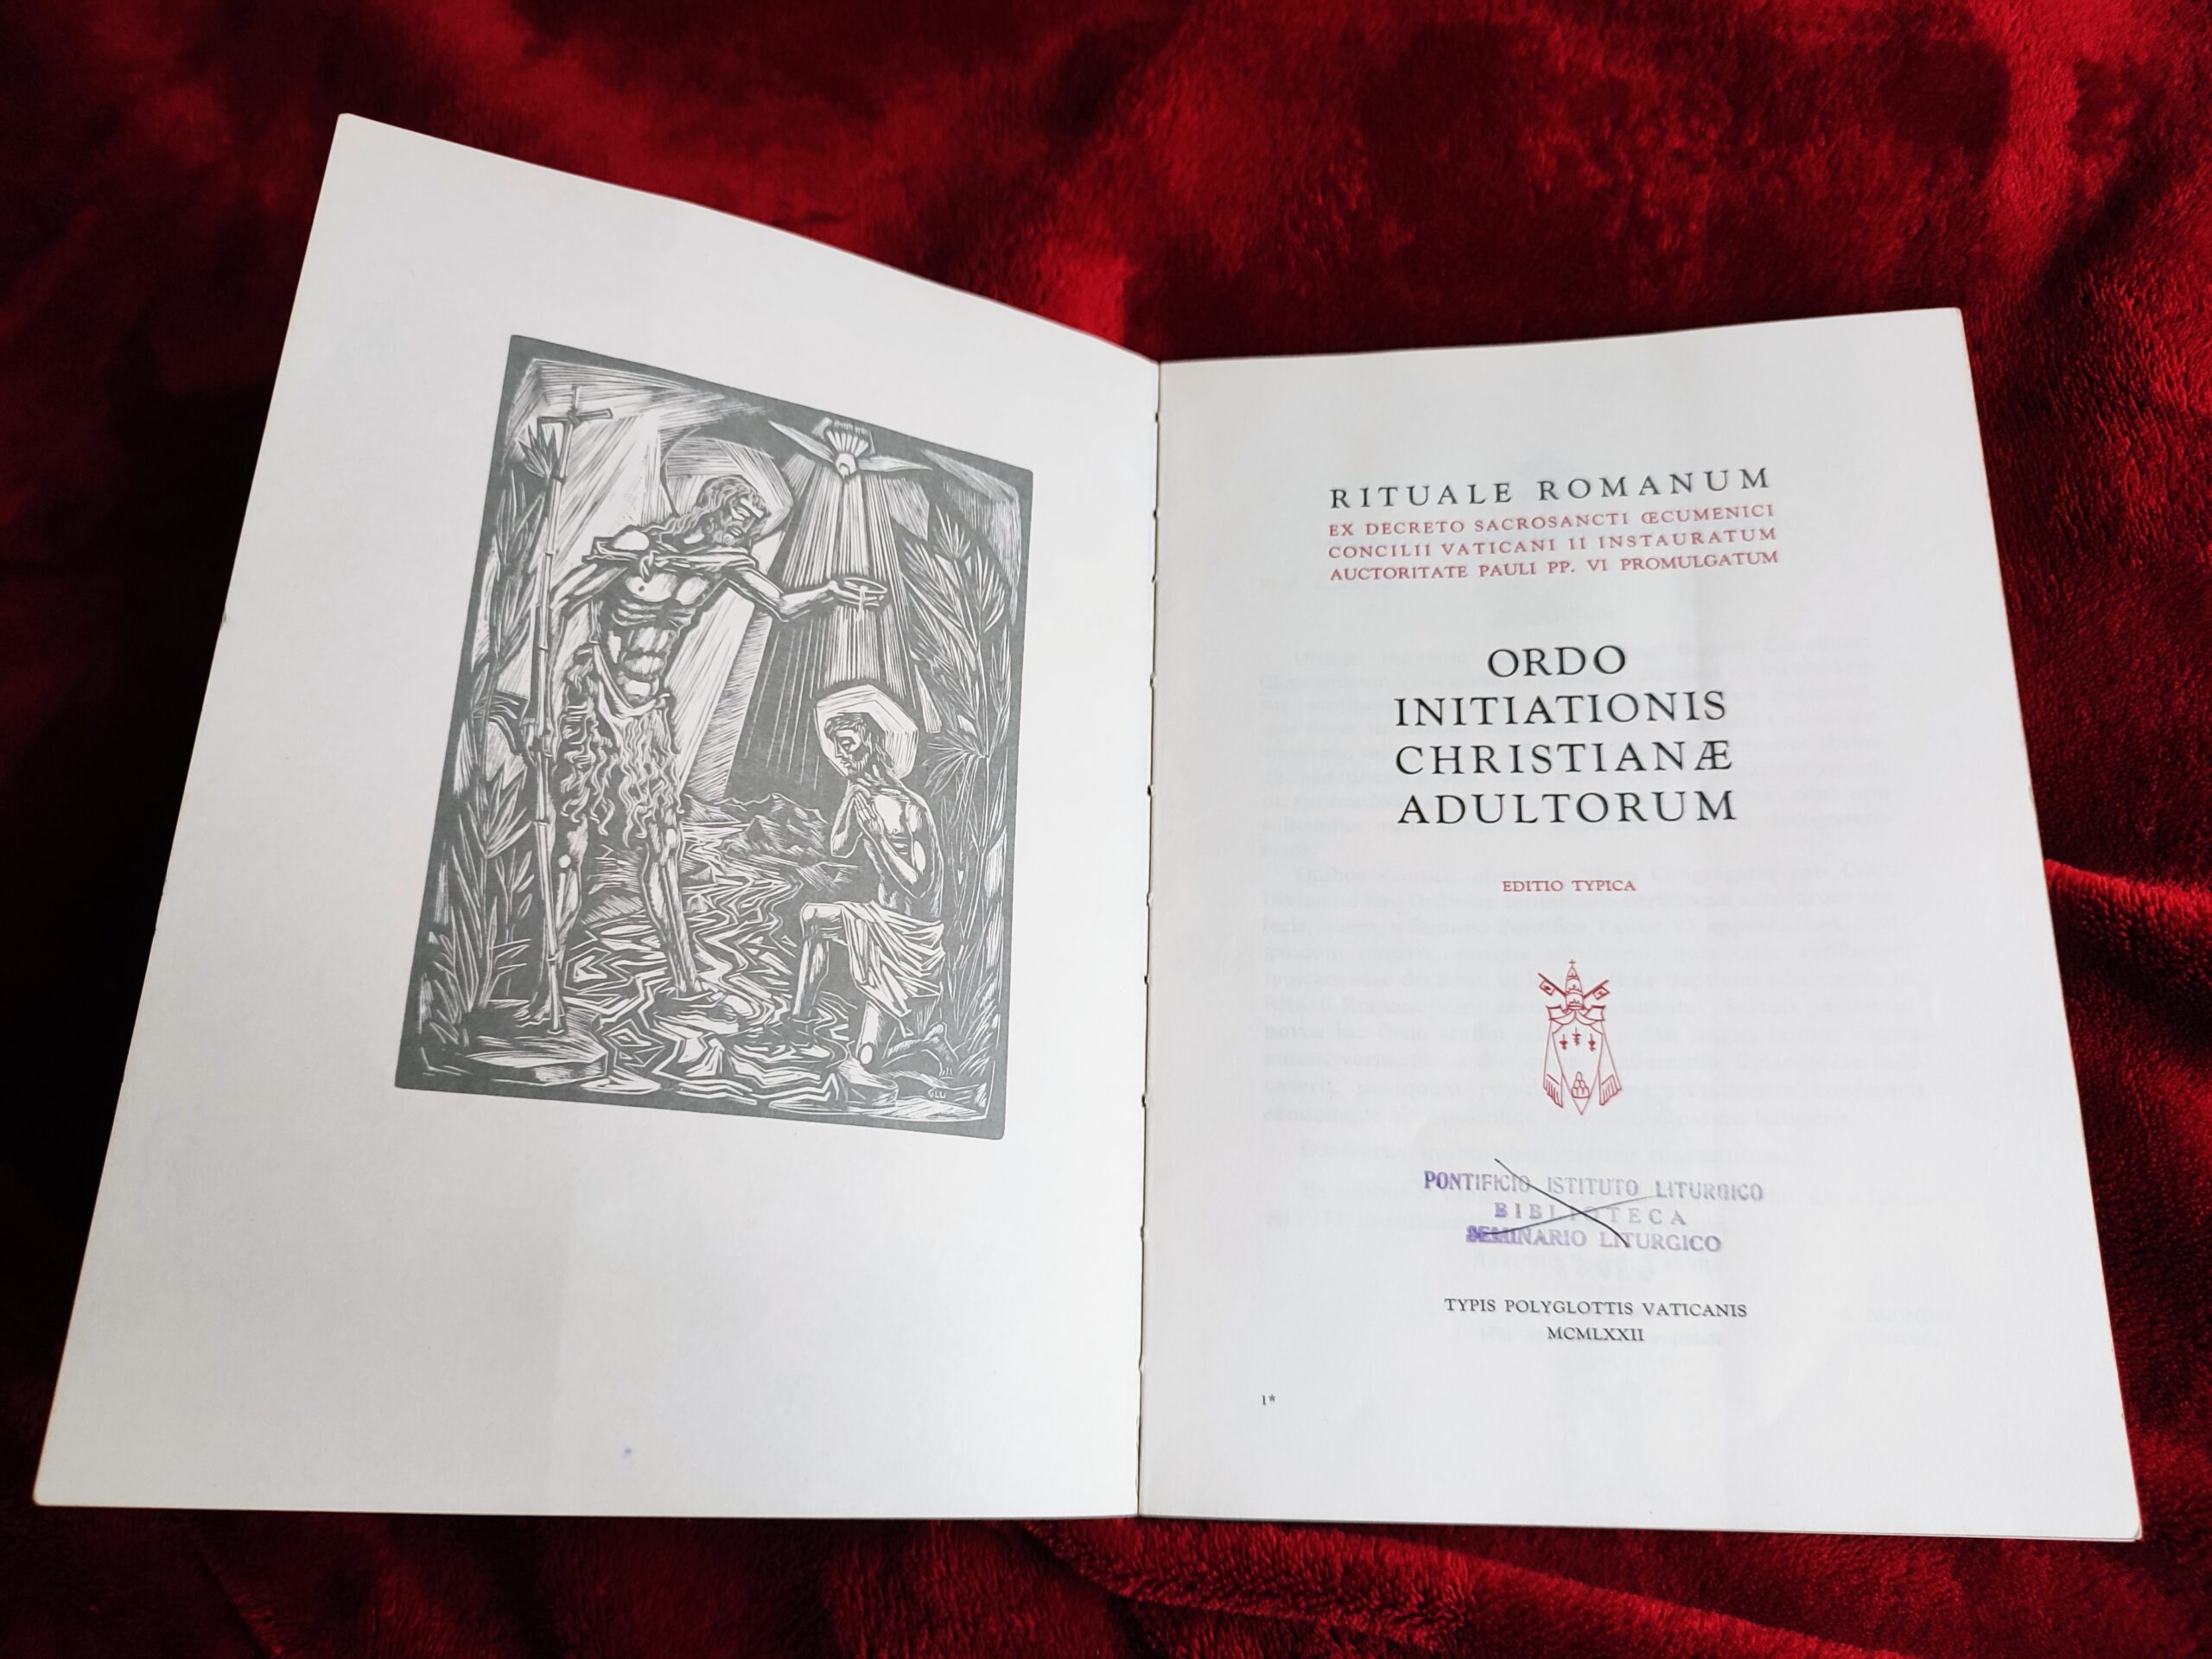 GLU
RITUALE ROMANUM
EX DECRETO SACROSANCTI ŒCUMENICI
CONCILII VATICANI II INSTAURATUM
AUCTORITATE PAULI PP. VI PROMULGATUM
ORDO
INITIATIONIS
CHRISTIANÆ
ADULTORUM
EDITIO TYPICA
PONTIFICIO ISTITUTO LITURGICO
BIBLIOTECA
SEMINARIO LITURGICO
TYPIS POLYGLOTTIS VATICANIS
MCMLXXII
1*